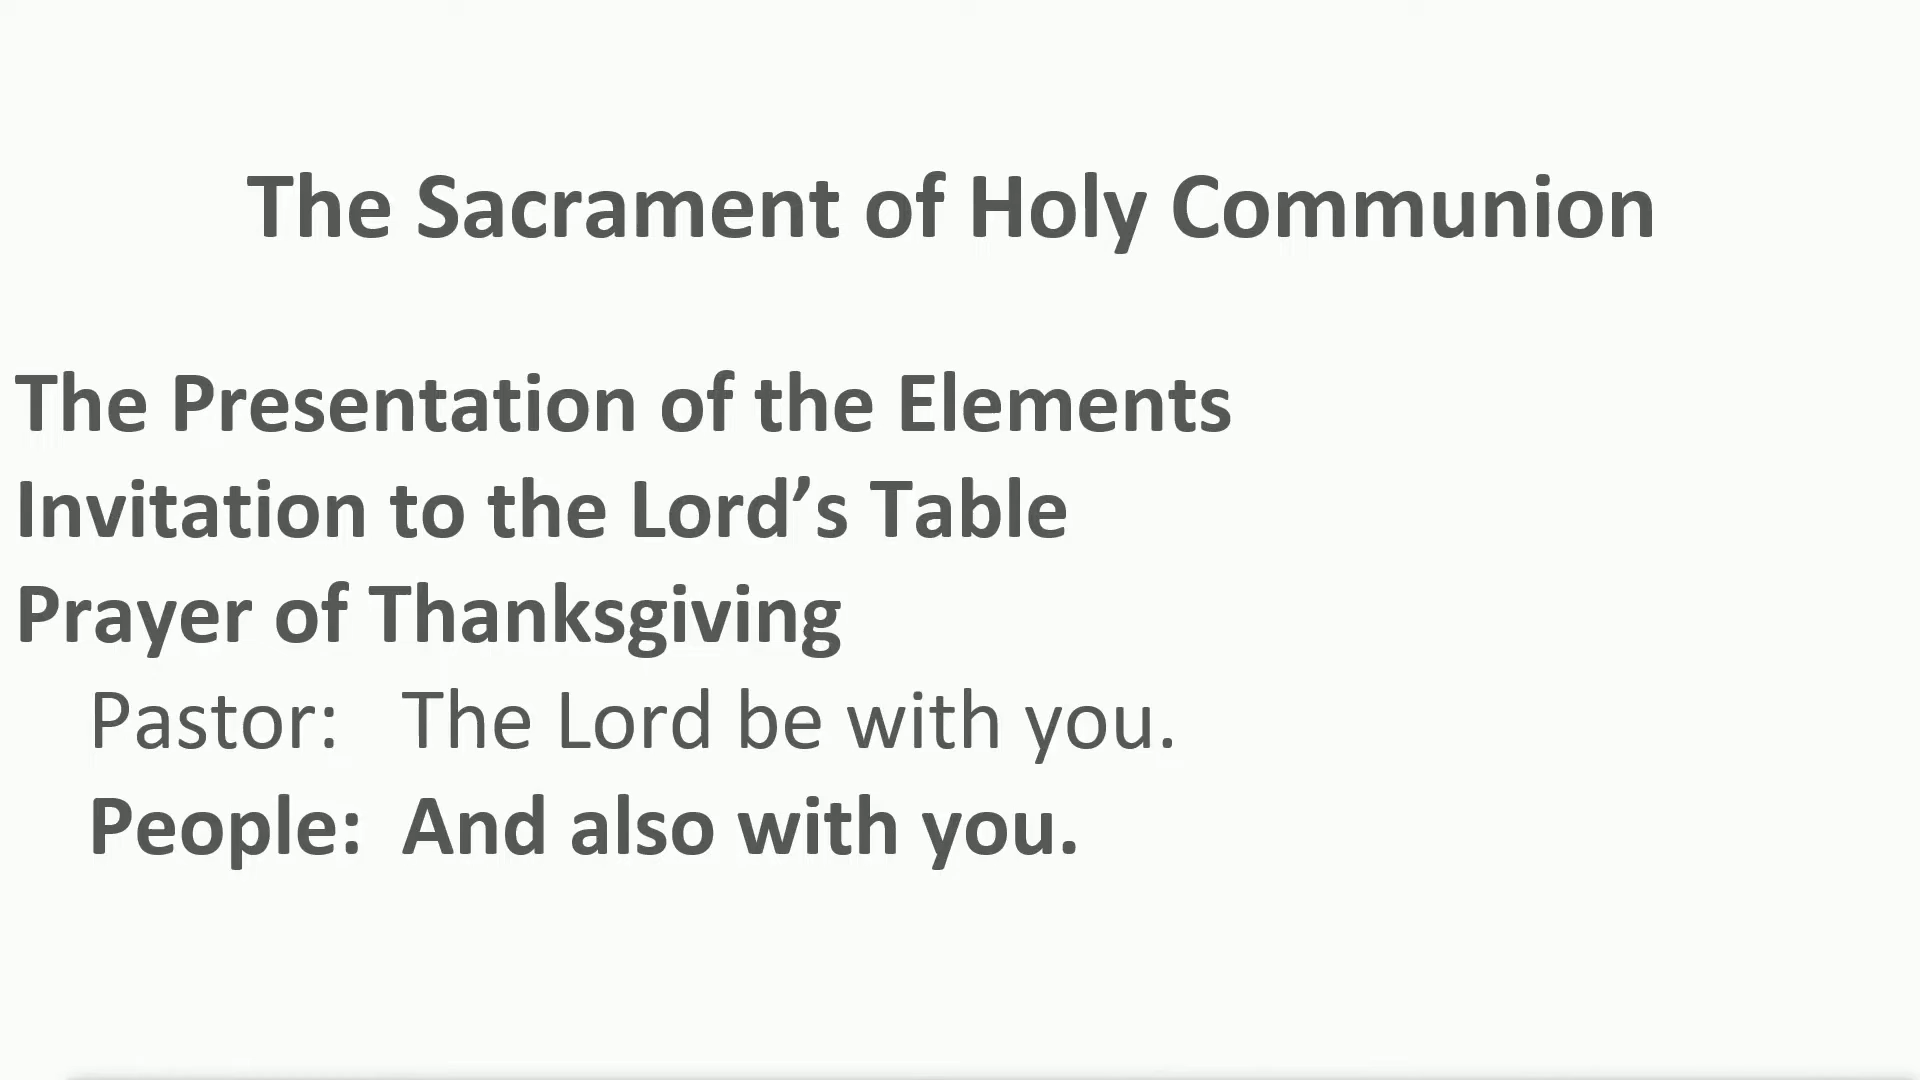 The Sacrament of Holy Communion
The Presentation of the Elements
Invitation to the Lord’s Table
Prayer of Thanksgiving
Pastor: The Lord be with you.
People: And also with you.